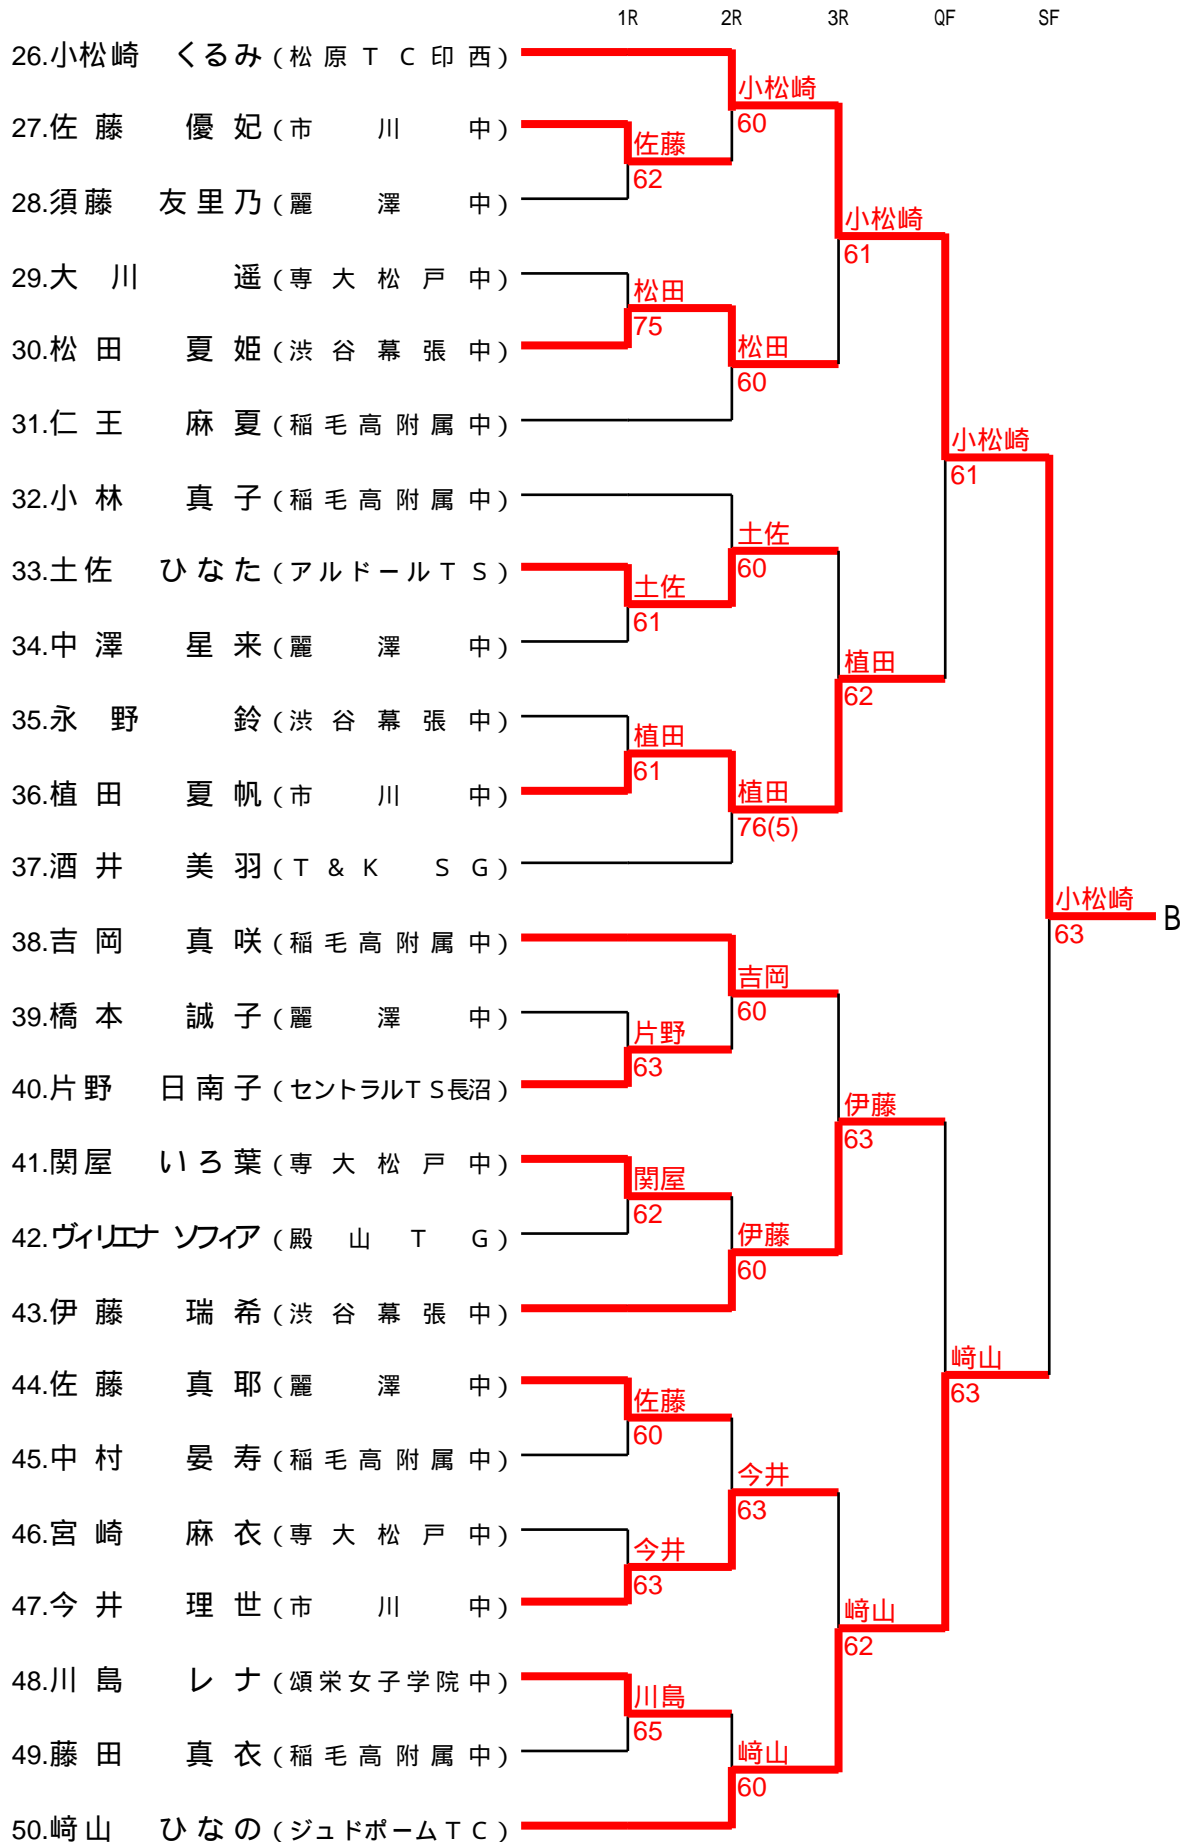 1R 2R 3R QF SF
26.小松崎 くるみ(松原TC印西)
小松崎
60
27.佐藤 優妃(市川中)
佐藤
62
28.須藤 友里乃(麗澤中)
小松崎
61
29.大川 遥(専大松戸中)
松田
75
30.松田 夏姫(渋谷幕張中)
松田
60
31.仁王 麻夏(稲毛高附属中)
小松崎
61
32.小林 真子(稲毛高附属中)
土佐
60
33.土佐 ひなた(アルドールTS)
土佐
61
34.中澤 星来(麗澤中)
植田
62
35.永野 鈴(渋谷幕張中)
植田
61
36.植田 夏帆(市川中)
植田
76(5)
37.酒井 美羽(T&K SG)
小松崎
63
B
38.吉岡 真咲(稲毛高附属中)
吉岡
60
39.橋本 誠子(麗澤中)
片野
63
40.片野 日南子(セントラルTS長沼)
伊藤
63
41.関屋 いろ葉(専大松戸中)
関屋
62
42.ヴィリエナ ソフィア(殿山TG)
伊藤
60
43.伊藤 瑞希(渋谷幕張中)
﨑山
63
44.佐藤 真耶(麗澤中)
佐藤
60
45.中村 晏寿(稲毛高附属中)
今井
63
46.宮崎 麻衣(専大松戸中)
今井
63
47.今井 理世(市川中)
﨑山
62
48.川島 レナ(頌栄女子学院中)
川島
65
49.藤田 真衣(稲毛高附属中)
﨑山
60
50.﨑山 ひなの(ジュドポームTC)